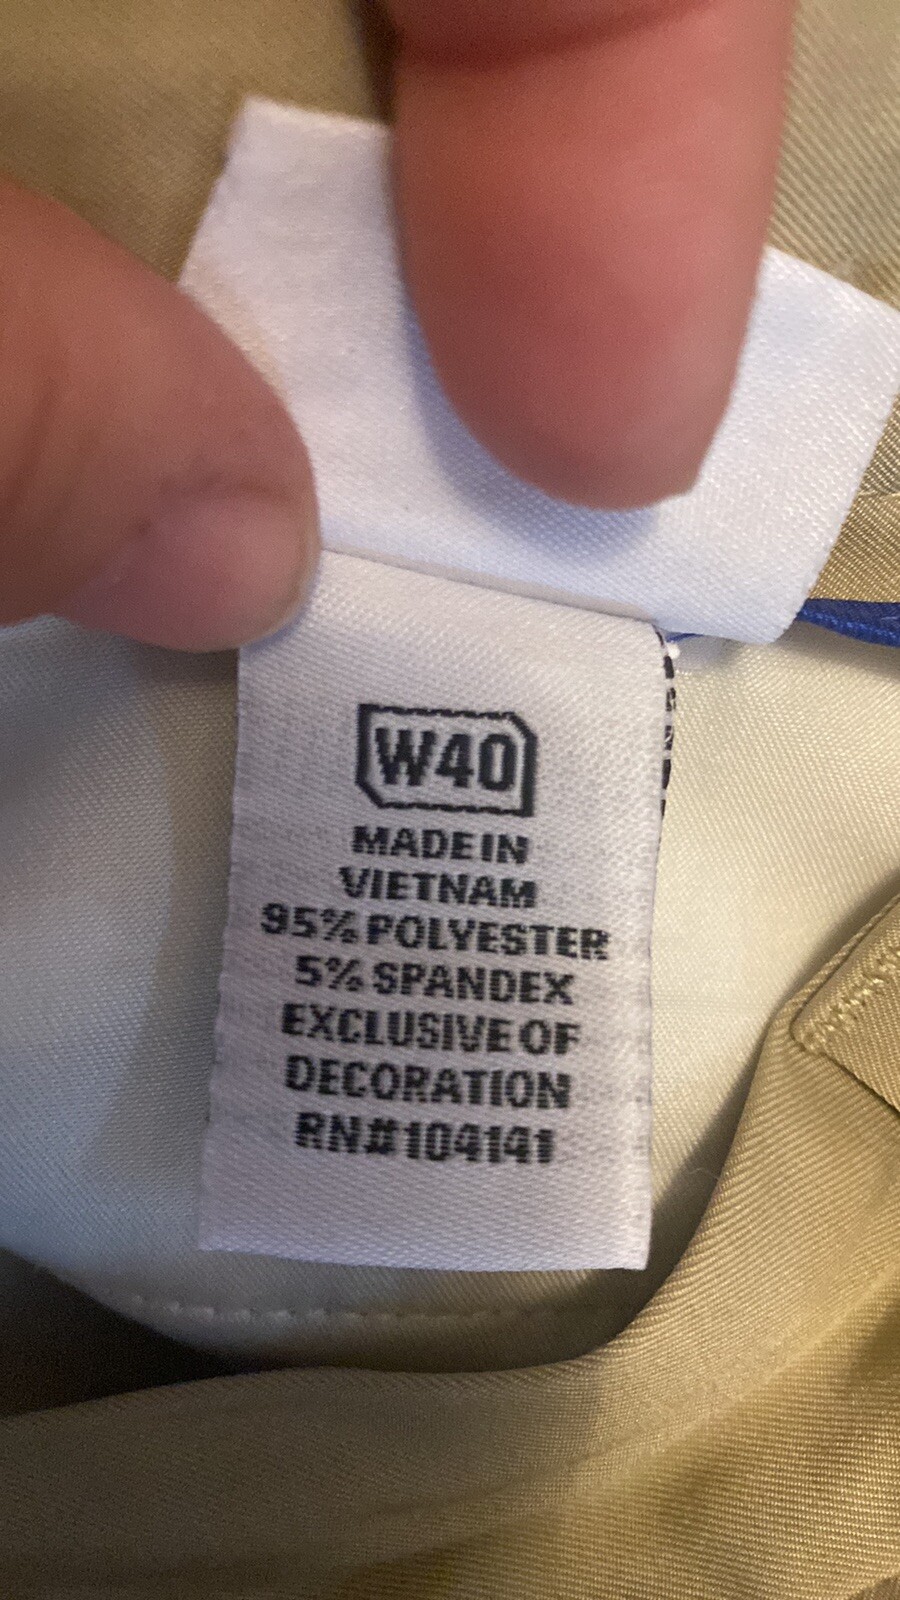 W40
MADE IN
VIETNAM
95% POLYESTER
5% SPANDEX
EXCLUSIVE OF
DECORATION
RN#104141